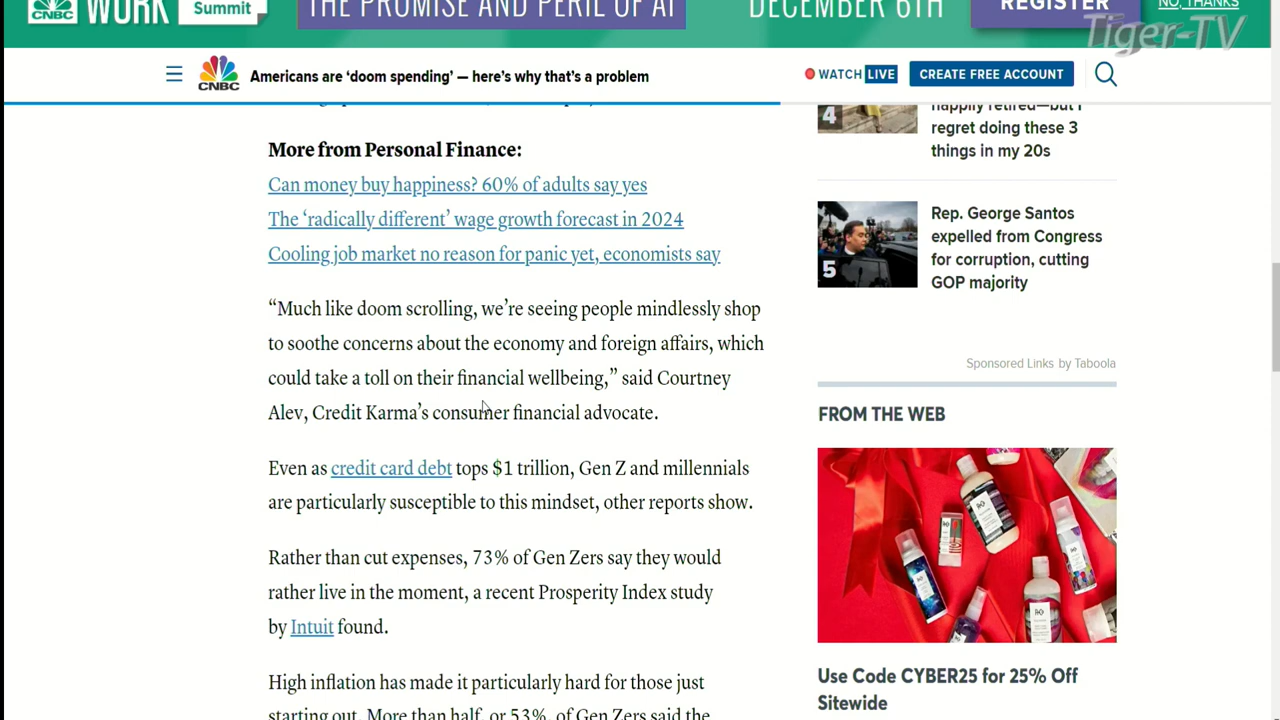 CNBC
WORK
Summit
THE PROMISE AND PERIL OF AI
DECEMBER 6TH
REGISTER
NO, THANKS
Tiger-TV
CNBC
Americans are ‘doom spending’ — here’s why that’s a problem
WATCH LIVE
CREATE FREE ACCOUNT
More from Personal Finance:
Can money buy happiness? 60% of adults say yes
The ‘radically different’ wage growth forecast in 2024
Cooling job market no reason for panic yet, economists say
“Much like doom scrolling, we’re seeing people mindlessly shop
to soothe concerns about the economy and foreign affairs, which
could take a toll on their financial wellbeing,” said Courtney
Alev, Credit Karma’s consumer financial advocate.
Even as credit card debt tops $1 trillion, Gen Z and millennials
are particularly susceptible to this mindset, other reports show.
Rather than cut expenses, 73% of Gen Zers say they would
rather live in the moment, a recent Prosperity Index study
by Intuit found.
High inflation has made it particularly hard for those just
starting out. More than half, or 53%, of Gen Zers said the
4
happily retired—but I
regret doing these 3
things in my 20s
5
Rep. George Santos
expelled from Congress
for corruption, cutting
GOP majority
Sponsored Links by Taboola
FROM THE WEB
Use Code CYBER25 for 25% Off
Sitewide